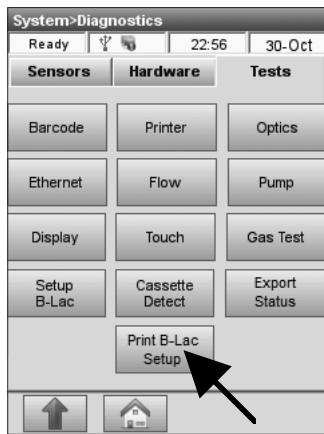 System>Diagnostics
Ready 22:56 30-Oct
Sensors Hardware Tests
Barcode Printer Optics
Ethernet Flow Pump
Display Touch Gas Test
Setup
B-Lac
Cassette
Detect
Export
Status
Print B-Lac
Setup